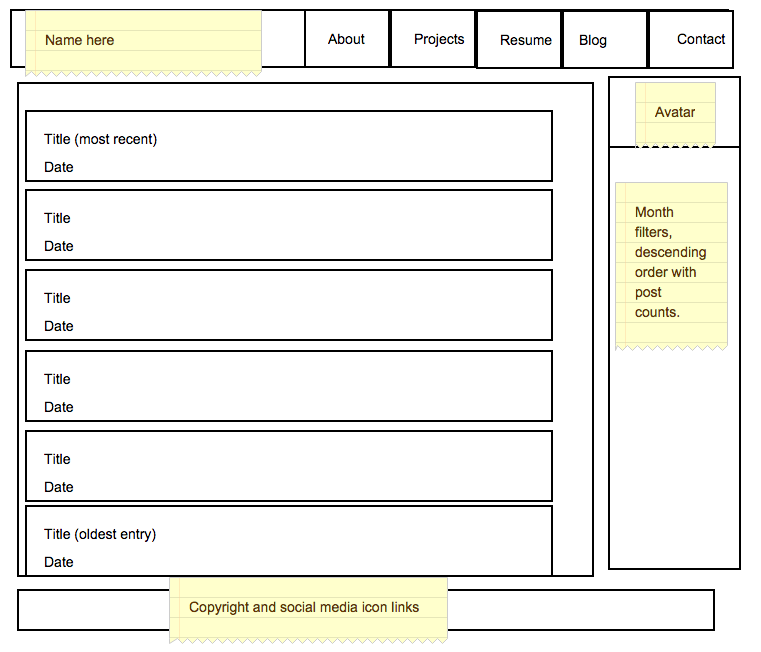 Name here
About
Projects
Resume
Blog
Contact
Title (most recent)
Date
Title
Date
Title
Date
Title
Date
Title
Date
Title (oldest entry)
Date
Avatar
Month
filters,
descending
order with
post
counts.
Copyright and social media icon links